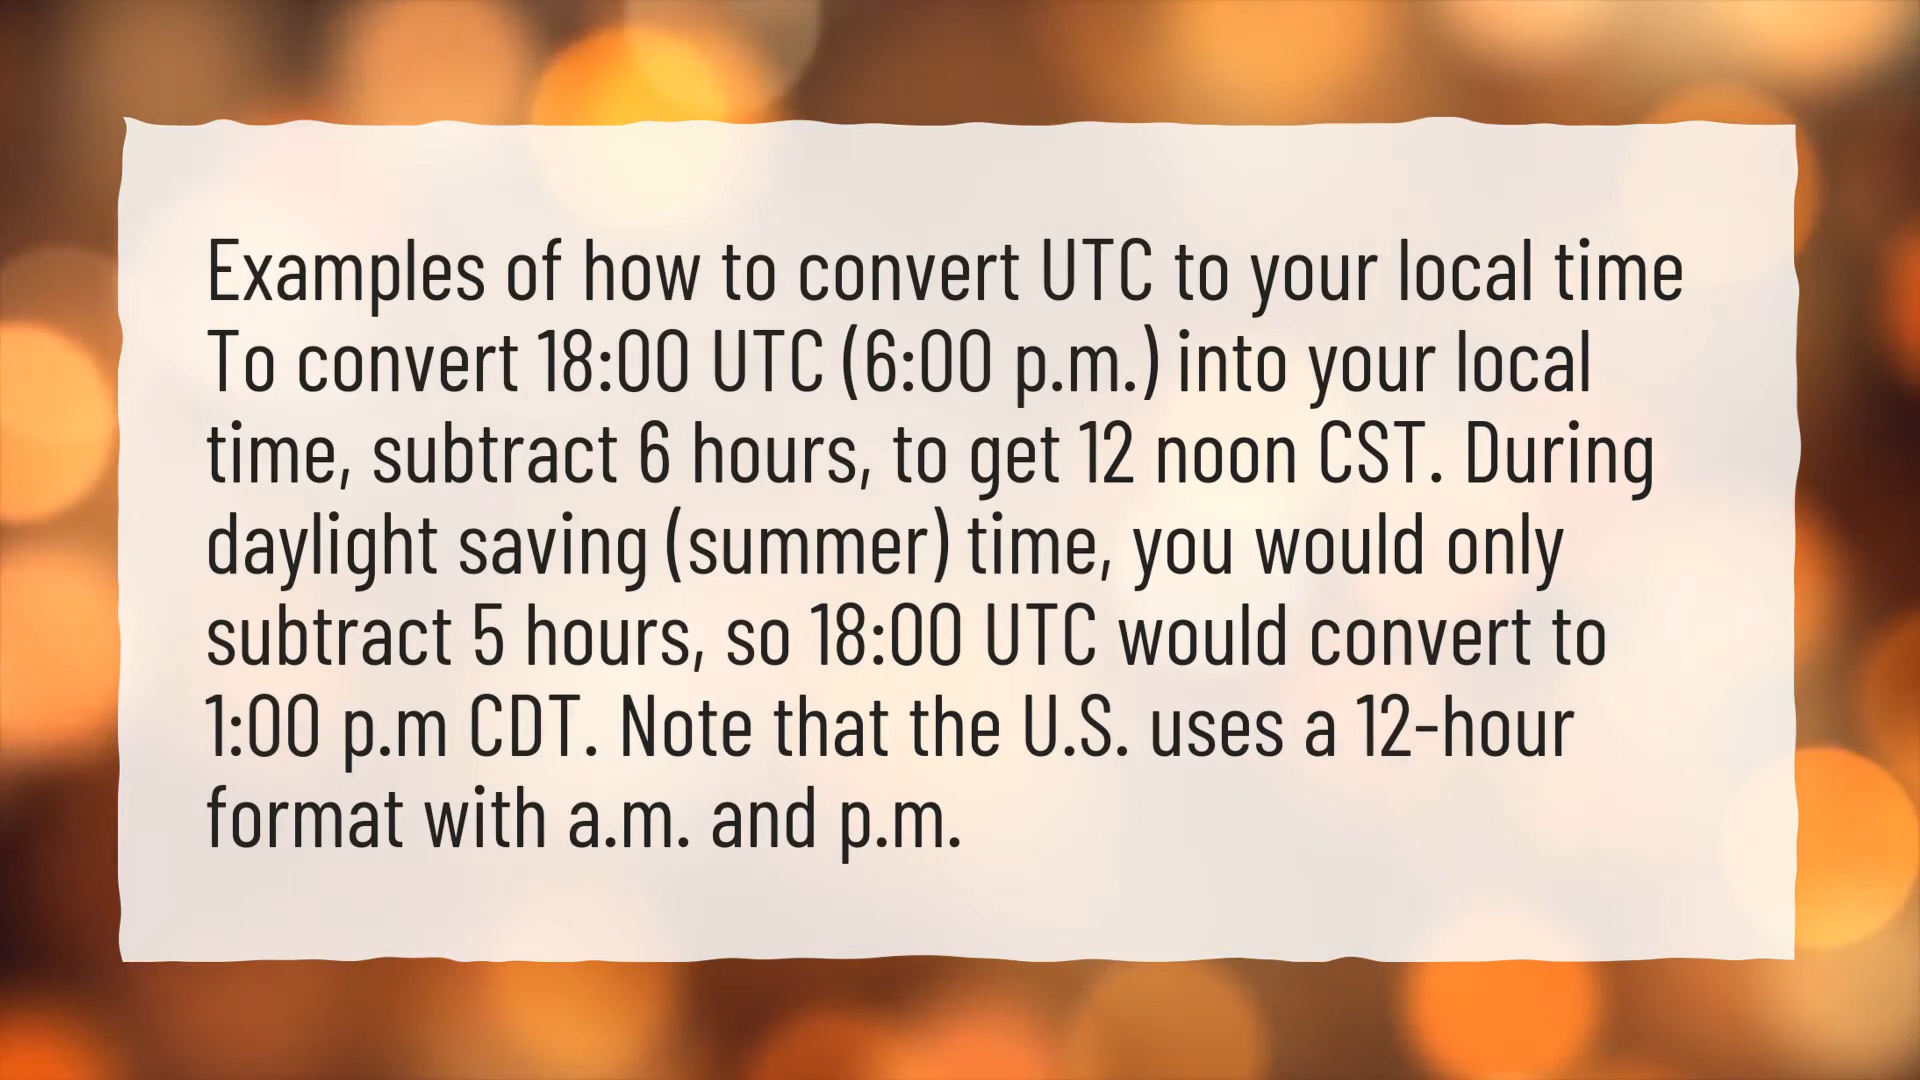 Examples of how to convert UTC to your local time
To convert 18:00 UTC (6:00 p.m.) into your local
time, subtract 6 hours, to get 12 noon CST. During
daylight saving (summer) time, you would only
subtract 5 hours, so 18:00 UTC would convert to
1:00 p.m CDT. Note that the U.S. uses a 12-hour
format with a.m. and p.m.